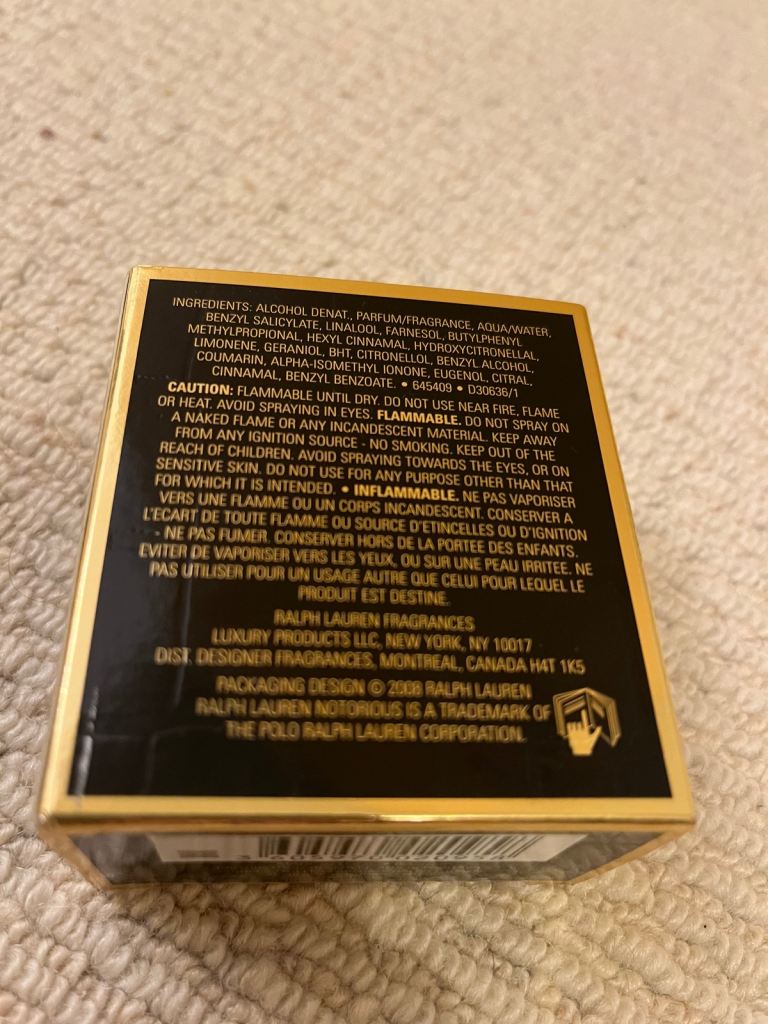 INGREDIENTS: ALCOHOL DENAT., PARFUM/FRAGRANCE, AQUA/WATER,
BENZYL SALICYLATE, LINALOOL, FARNESOL, BUTYLPHENYL
METHYLPROPIONAL, HEXYL CINNAMAL, HYDROXYCITRONELLAL,
LIMONENE, GERANIOL, BHT, CITRONELLOL, BENZYL ALCOHOL,
COUMARIN, ALPHA-ISOMETHYL IONONE, EUGENOL, CITRAL,
CINNAMAL, BENZYL BENZOATE. • 645409 • D30636/1
CAUTION: FLAMMABLE UNTIL DRY. DO NOT USE NEAR FIRE, FLAME
OR HEAT. AVOID SPRAYING IN EYES. FLAMMABLE. DO NOT SPRAY ON
A NAKED FLAME OR ANY INCANDESCENT MATERIAL. KEEP AWAY
FROM ANY IGNITION SOURCE - NO SMOKING. KEEP OUT OF THE
REACH OF CHILDREN. AVOID SPRAYING TOWARDS THE EYES, OR ON
SENSITIVE SKIN. DO NOT USE FOR ANY PURPOSE OTHER THAN THAT
FOR WHICH IT IS INTENDED. • INFLAMMABLE. NE PAS VAPORISER
VERS UNE FLAMME OU UN CORPS INCANDESCENT. CONSERVER A
L'ECART DE TOUTE FLAMME OU SOURCE D'ETINCELLES OU D'IGNITION
- NE PAS FUMER. CONSERVER HORS DE LA PORTEE DES ENFANTS.
EVITER DE VAPORISER VERS LES YEUX, OU SUR UNE PEAU IRRITEE. NE
PAS UTILISER POUR UN USAGE AUTRE QUE CELUI POUR LEQUEL LE
PRODUIT EST DESTINE.
RALPH LAUREN FRAGRANCES
LUXURY PRODUCTS LLC, NEW YORK, NY 10017
DIST. DESIGNER FRAGRANCES, MONTREAL, CANADA H4T 1K5
PACKAGING DESIGN © 2008 RALPH LAUREN
RALPH LAUREN NOTORIOUS IS A TRADEMARK OF
THE POLO RALPH LAUREN CORPORATION.